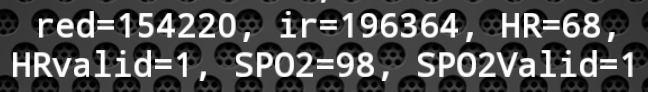 red=154220, ir=196364, HR=68,
HRvalid=1, SPO2=98, SPO2Valid=1